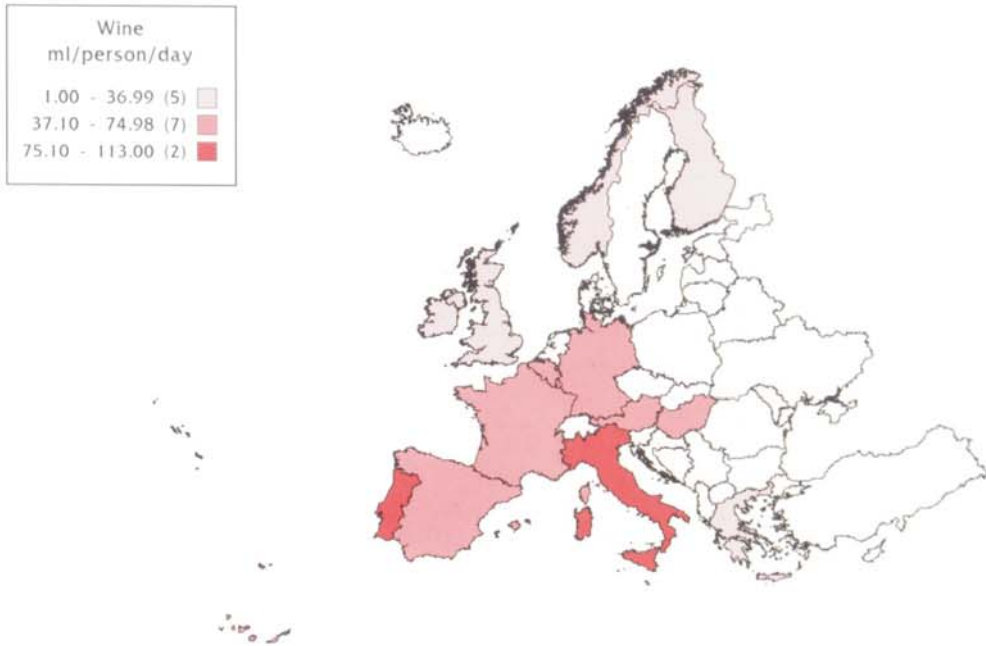 Wine
ml/person/day
1.00 - 36.99 (5)
37.10 - 74.98 (7)
75.10 - 113.00 (2)